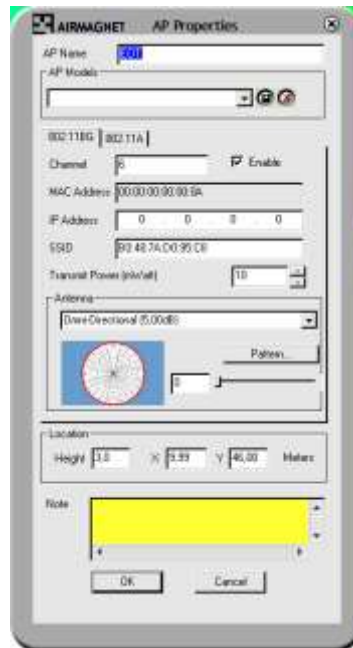 AIRMAGNET AP Properties
AP Name
AP Models
802.11BG 802.11A
Channel 6 Enable
MAC Address 00:00:00:00:00:0A
IP Address 0 . 0 . 0 . 0
SSID
Transmit Power (mWatt) 10
Antenna
Omni-Directional (5,00dB)
Pattern...
0
Location
Height 3,0 X 9,99 Y 46,00 Meters
Note
OK Cancel